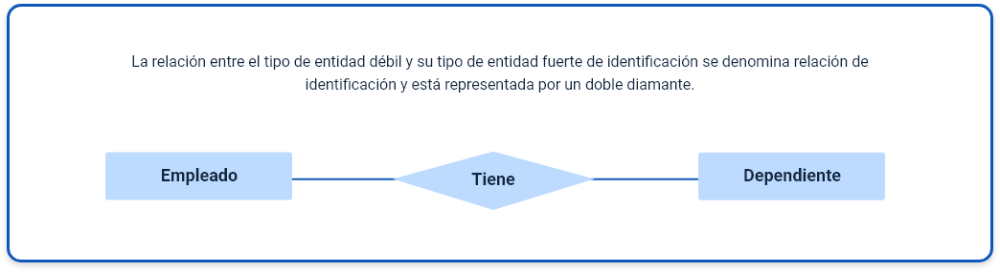 La relación entre el tipo de entidad débil y su tipo de entidad fuerte de identificación se denomina relación de
identificación y está representada por un doble diamante.
Empleado
Tiene
Dependiente